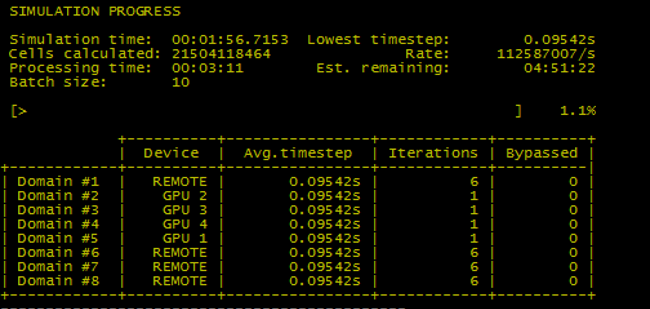 SIMULATION PROGRESS
Simulation time: 00:01:56.7153 Lowest timestep: 0.09542s
Cells calculated: 21504118464 Rate: 112587007/s
Processing time: 00:03:11 Est. remaining: 04:51:22
Batch size: 10
[> ] 1.1%
+----------+---------------+------------+----------+
| Device | Avg.timestep | Iterations | Bypassed |
+------------+----------+---------------+------------+----------+
| Domain #1 | REMOTE | 0.09542s | 6 | 0 |
| Domain #2 | GPU 2 | 0.09542s | 1 | 0 |
| Domain #3 | GPU 3 | 0.09542s | 1 | 0 |
| Domain #4 | GPU 4 | 0.09542s | 1 | 0 |
| Domain #5 | GPU 1 | 0.09542s | 1 | 0 |
| Domain #6 | REMOTE | 0.09542s | 6 | 0 |
| Domain #7 | REMOTE | 0.09542s | 6 | 0 |
| Domain #8 | REMOTE | 0.09542s | 6 | 0 |
+------------+----------+---------------+------------+----------+